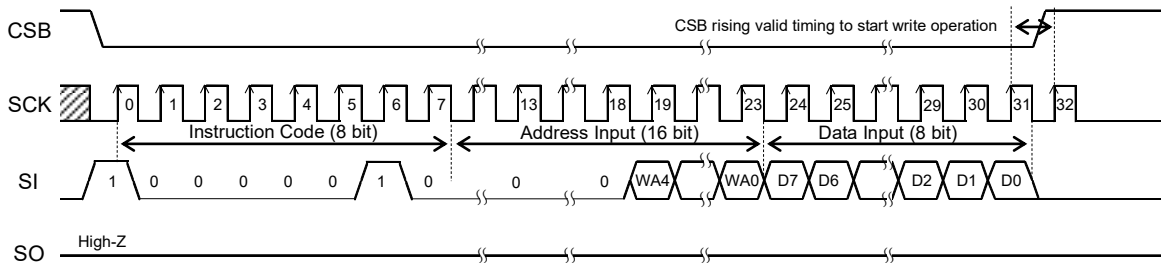 CSB
CSB rising valid timing to start write operation
SCK
0 1 2 3 4 5 6 7 13 18 19 23 24 25 29 30 31 32
Instruction Code (8 bit) Address Input (16 bit) Data Input (8 bit)
SI
1 0 0 0 0 0 1 0 0 0 WA4 WA0 D7 D6 D2 D1 D0
High-Z
SO